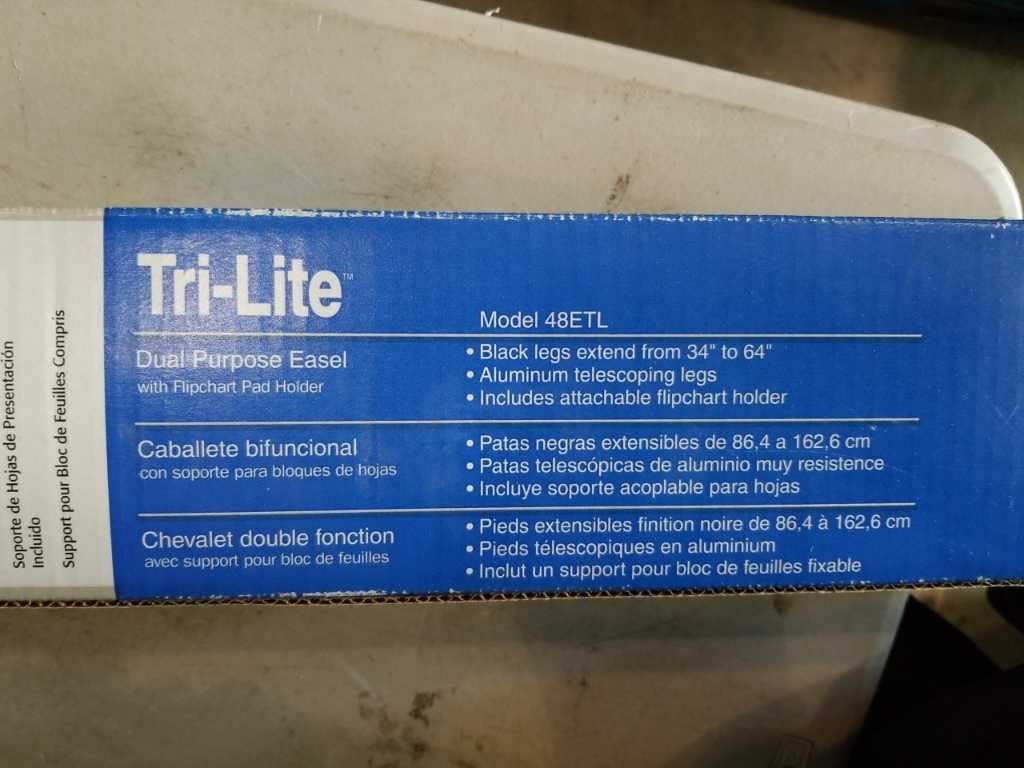 Tri-Lite™
Model 48ETL
Dual Purpose Easel
with Flipchart Pad Holder
• Black legs extend from 34" to 64"
• Aluminum telescoping legs
• Includes attachable flipchart holder
Caballete bifuncional
con soporte para bloques de hojas
• Patas negras extensibles de 86,4 a 162,6 cm
• Patas telescópicas de aluminio muy resistence
• Incluye soporte acoplable para hojas
Chevalet double fonction
avec support pour bloc de feuilles
• Pieds extensibles finition noire de 86,4 à 162,6 cm
• Pieds télescopiques en aluminium
• Inclut un support pour bloc de feuilles fixable
Soporte de Hojas de Presentación
Incluido
Support pour Bloc de Feuilles Compris